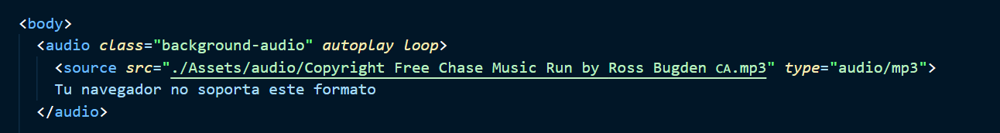 <body>
<audio class="background-audio" autoplay loop>
<source src="./Assets/audio/Copyright Free Chase Music Run by Ross Bugden CA.mp3" type="audio/mp3">
Tu navegador no soporta este formato
</audio>